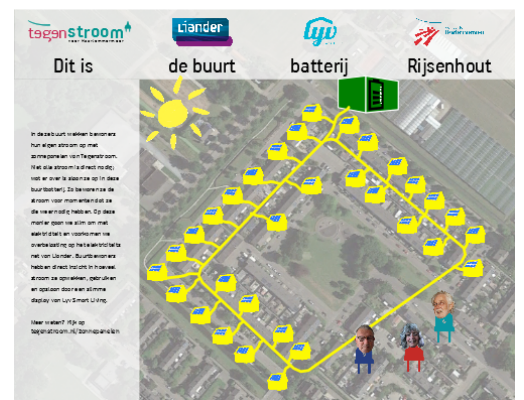 tegenstroom
voor Haarlemmermeer
Liander
lyv
Dit is de buurt batterij Rijsenhout
In deze buurt wekken bewoners
hun eigen stroom op met
zonnepanelen van Tegenstroom.
Niet alle stroom is direct nodig;
wat er over is slaan ze op in deze
buurtbatterij. Zo bewaren ze de
stroom voor momenten dat ze
die weer nodig hebben. Op deze
manier gaan we slim om met
elektriciteit en voorkomen we
overbelasting op het elektriciteits
net van Liander. Buurtbewoners
hebben direct inzicht in hoeveel
stroom ze opwekken, gebruiken
en opslaan door een slimme
display van Lyv Smart Living.
Meer weten? Kijk op
tegenstroom.nl/zonnepanelen